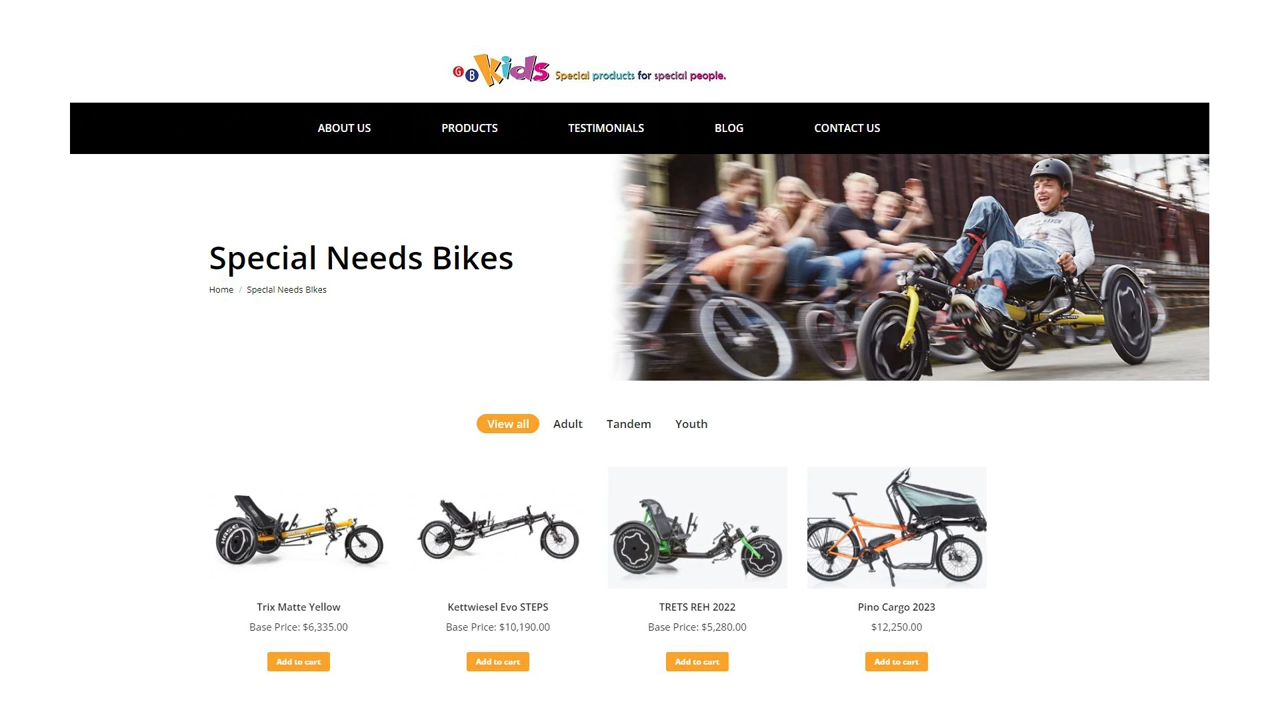 GB Kids Special products for special people.
ABOUT US PRODUCTS TESTIMONIALS BLOG CONTACT US
Special Needs Bikes
Home / Special Needs Bikes
View all Adult Tandem Youth
Trix Matte Yellow Kettwiesel Evo STEPS TRETS REH 2022 Pino Cargo 2023
Base Price: $6,335.00 Base Price: $10,190.00 Base Price: $5,280.00 $12,250.00
Add to cart Add to cart Add to cart Add to cart